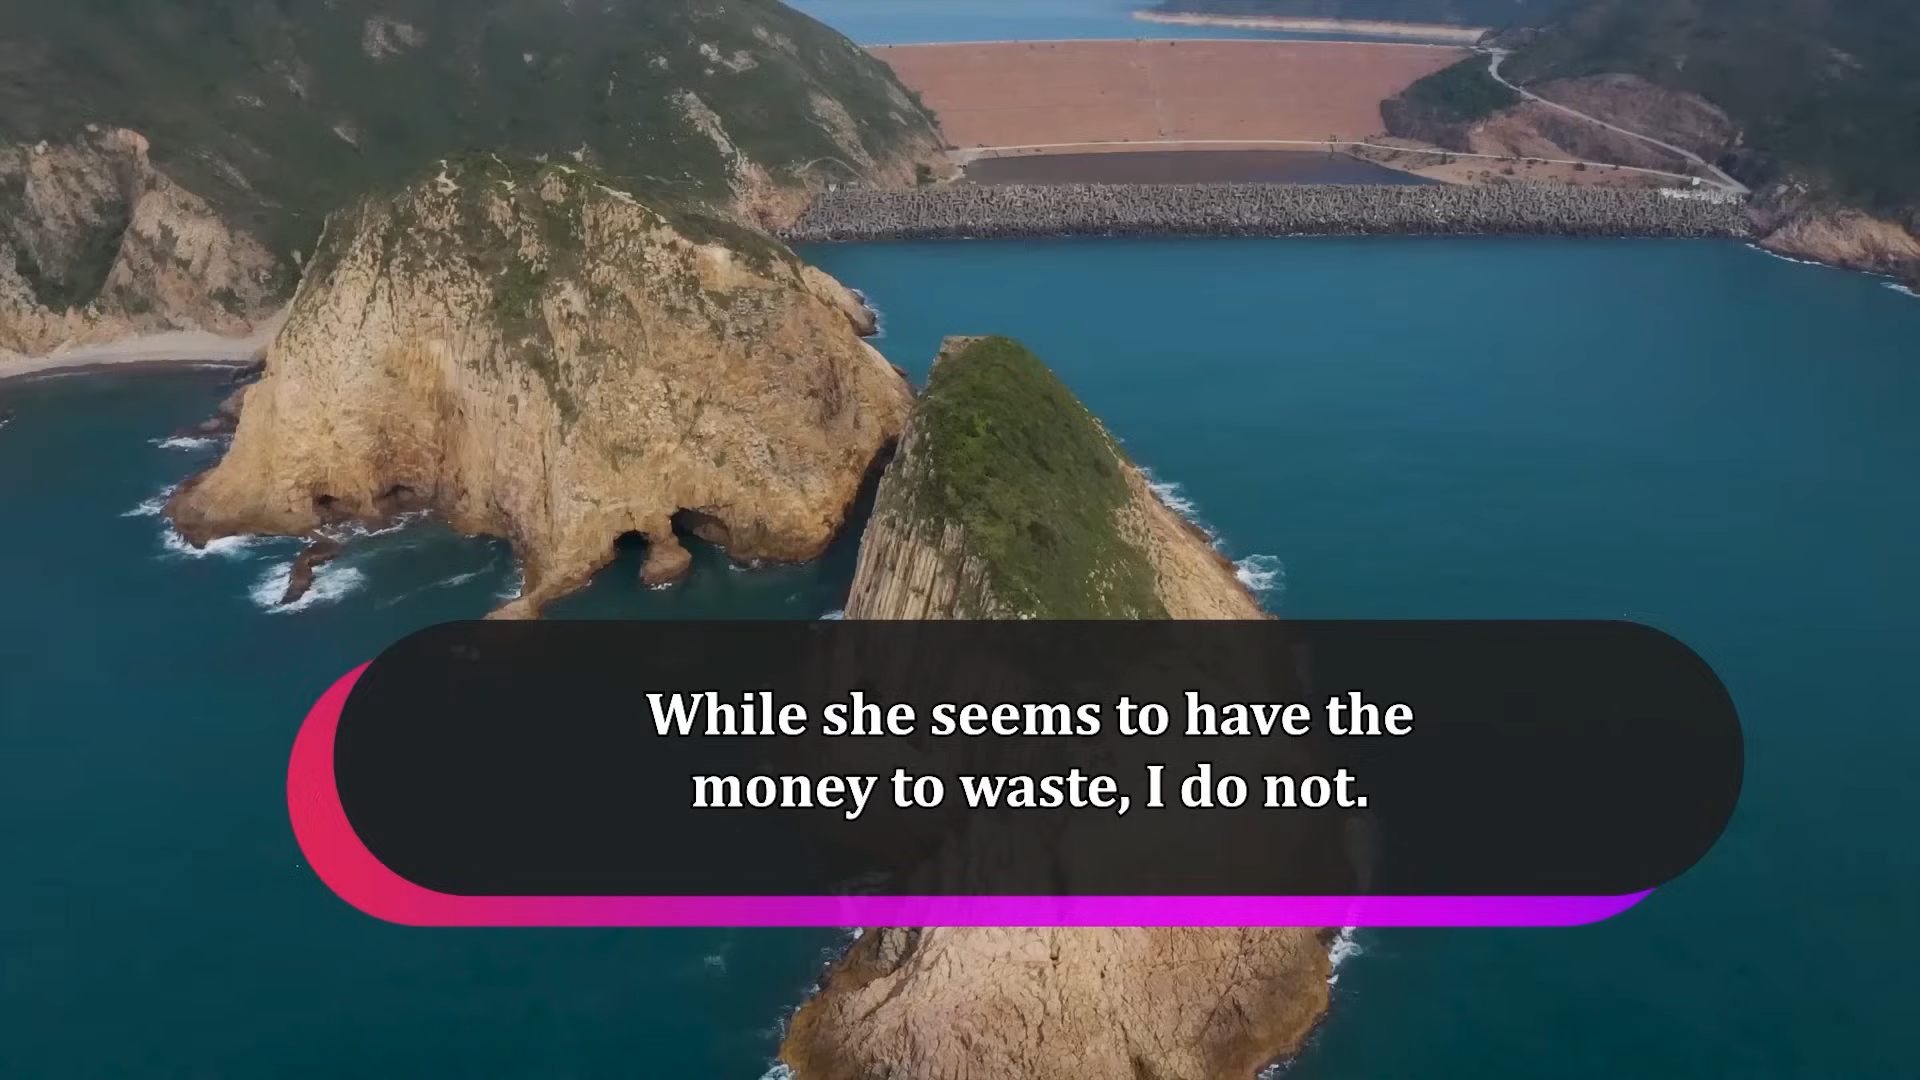 While she seems to have the
money to waste, I do not.